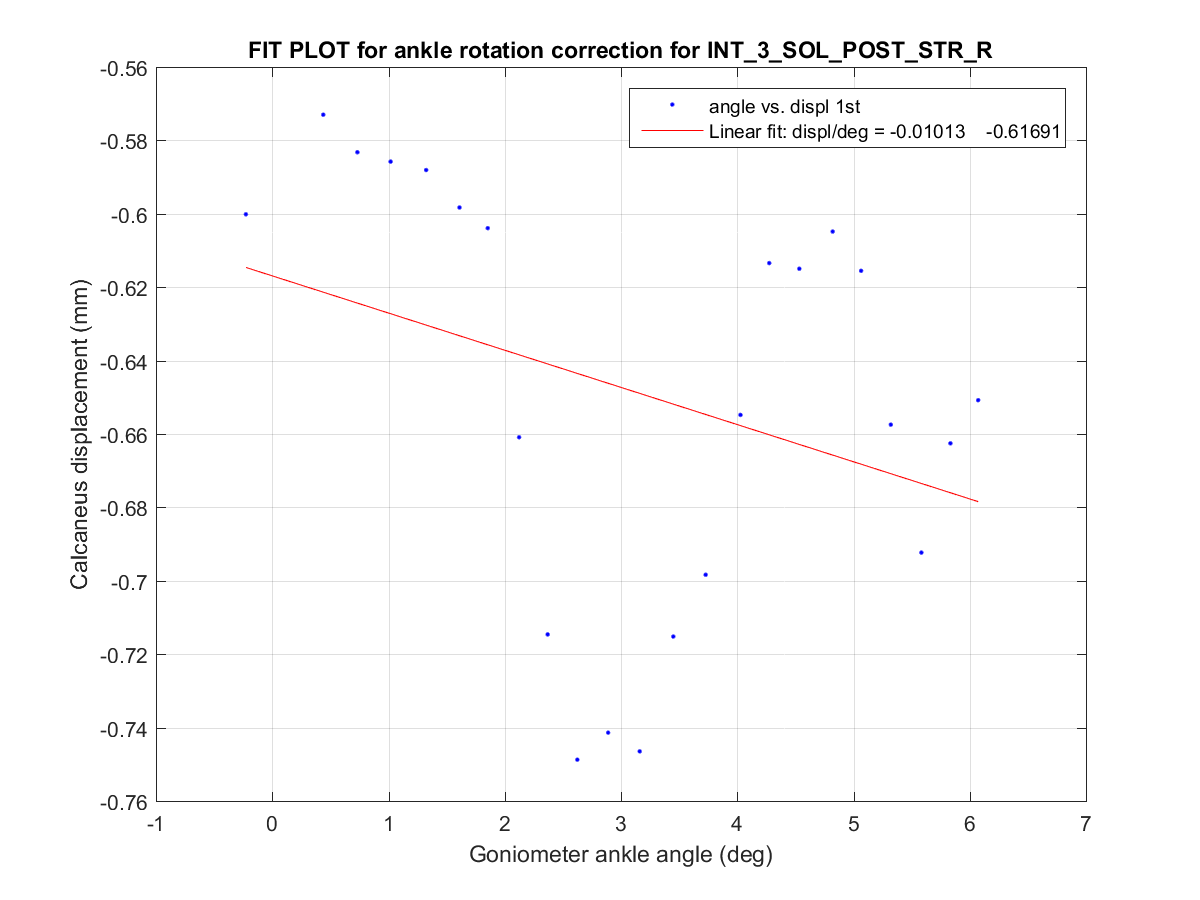 FIT PLOT for ankle rotation correction for INT_3_SOL_POST_STR_R
angle vs. displ 1st
Linear fit: displ/deg = -0.01013    -0.61691
-0.56
-0.58
-0.6
-0.62
-0.64
-0.66
-0.68
-0.7
-0.72
-0.74
-0.76
Calcaneus displacement (mm)
-1 0 1 2 3 4 5 6 7
Goniometer ankle angle (deg)